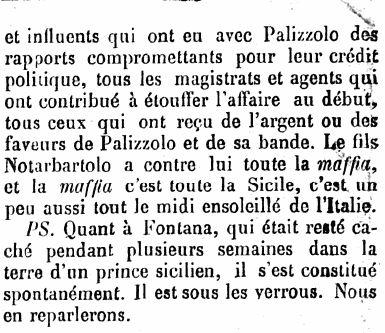 et influents qui ont eu avec Palizzolo des
rapports compromettants pour leur crédit
politique, tous les magistrats et agents qui
ont contribué à étouffer l'affaire au début,
tous ceux qui ont reçu de l'argent ou des
faveurs de Palizzolo et de sa bande. Le fils
Notarbartolo a contre lui toute la maffia,
et la maffia c'est toute la Sicile, c'est un
peu aussi tout le midi ensoleillé de l'Italie.
PS. Quant à Fontana, qui était resté ca-
ché pendant plusieurs semaines dans la
terre d'un prince sicilien, il s'est constitué
spontanément. Il est sous les verrous. Nous
en reparlerons.